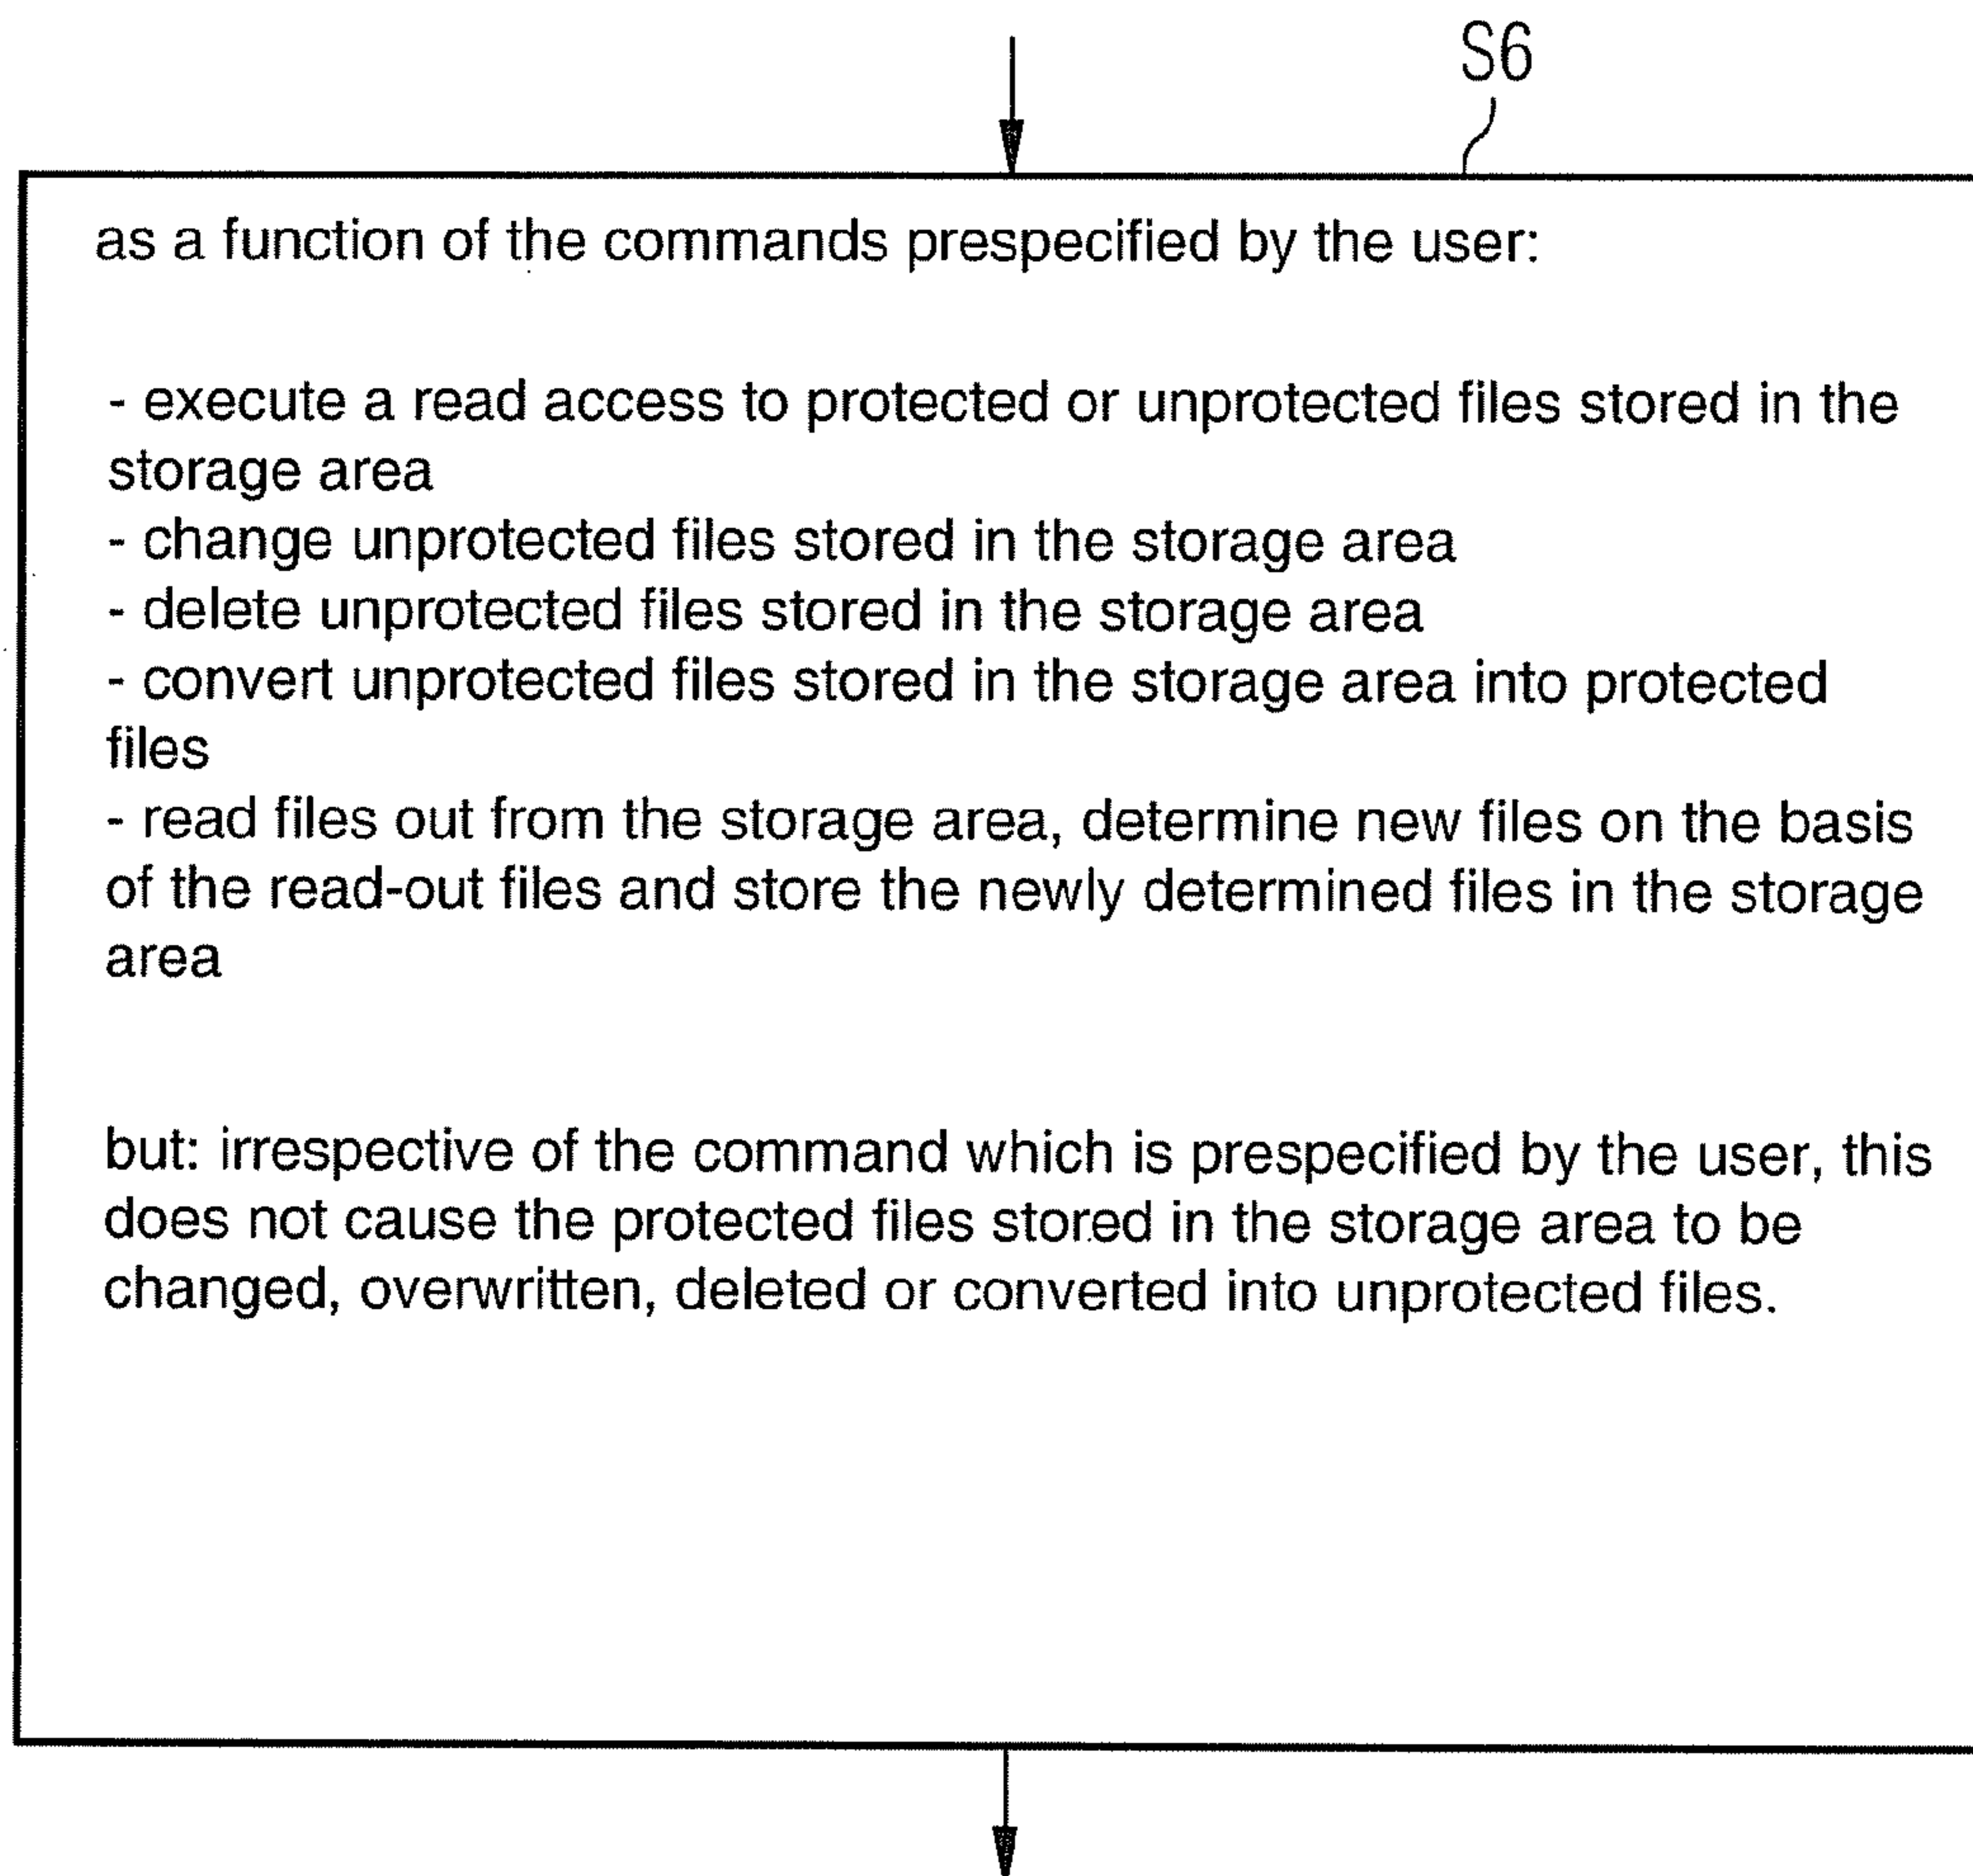 S6
as a function of the commands prespecified by the user:
- execute a read access to protected or unprotected files stored in the
storage area
- change unprotected files stored in the storage area
- delete unprotected files stored in the storage area
- convert unprotected files stored in the storage area into protected
files
- read files out from the storage area, determine new files on the basis
of the read-out files and store the newly determined files in the storage
area
but: irrespective of the command which is prespecified by the user, this
does not cause the protected files stored in the storage area to be
changed, overwritten, deleted or converted into unprotected files.